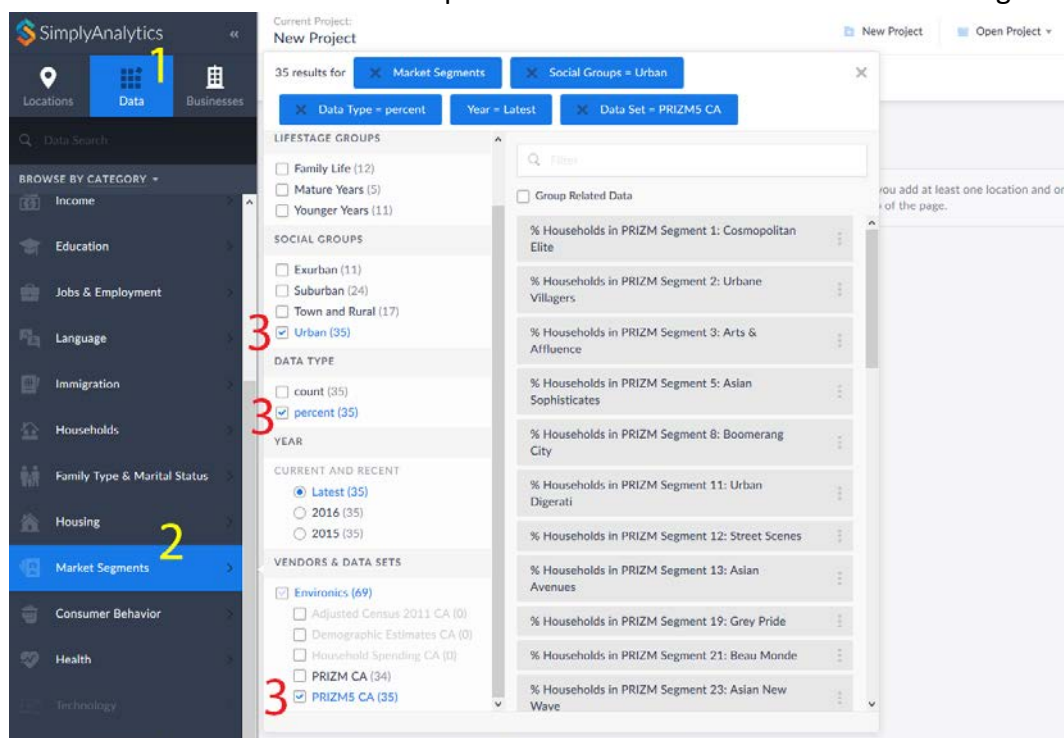 SimplyAnalytics «
1
Locations Data Businesses
Data Search
BROWSE BY CATEGORY
Income
Education
Jobs & Employment
Language
Immigration
Households
Family Type & Marital Status
Housing
2
Market Segments
Consumer Behavior
Health
Technology
Current Project:
New Project
New Project Open Project
35 results for × Market Segments × Social Groups = Urban ×
× Data Type = percent Year = Latest × Data Set = PRIZM5 CA
LIFESTAGE GROUPS
Family Life (12)
Mature Years (5)
Younger Years (11)
SOCIAL GROUPS
Exurban (11)
Suburban (24)
Town and Rural (17)
3 Urban (35)
DATA TYPE
count (35)
3 percent (35)
YEAR
CURRENT AND RECENT
Latest (35)
2016 (35)
2015 (35)
VENDORS & DATA SETS
Environics (69)
Adjusted Census 2011 CA (0)
Demographic Estimates CA (0)
Household Spending CA (0)
PRIZM CA (34)
3 PRIZM5 CA (35)
Filter
Group Related Data
% Households in PRIZM Segment 1: Cosmopolitan
Elite
% Households in PRIZM Segment 2: Urbane
Villagers
% Households in PRIZM Segment 3: Arts &
Affluence
% Households in PRIZM Segment 5: Asian
Sophisticates
% Households in PRIZM Segment 8: Boomerang
City
% Households in PRIZM Segment 11: Urban
Digerati
% Households in PRIZM Segment 12: Street Scenes
% Households in PRIZM Segment 13: Asian
Avenues
% Households in PRIZM Segment 19: Grey Pride
% Households in PRIZM Segment 21: Beau Monde
% Households in PRIZM Segment 23: Asian New
Wave
you add at least one location and
of the page.